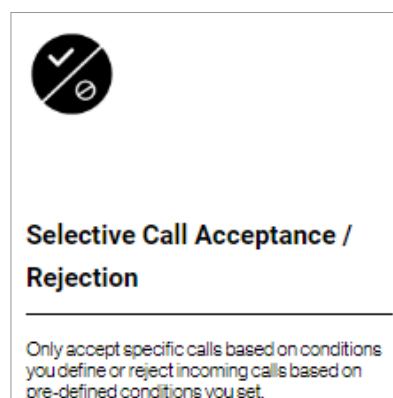 Selective Call Acceptance /
Rejection
Only accept specific calls based on conditions
you define or reject incoming calls based on
pre-defined conditions you set.